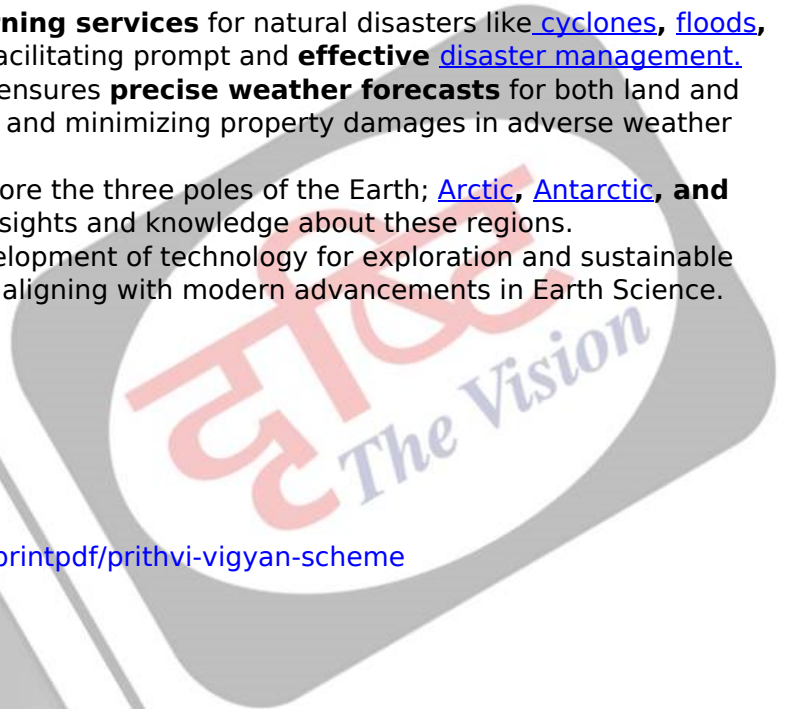 rning services for natural disasters like cyclones, floods,
acilitating prompt and effective disaster management.
ensures precise weather forecasts for both land and
and minimizing property damages in adverse weather
ore the three poles of the Earth; Arctic, Antarctic, and
sights and knowledge about these regions.
elopment of technology for exploration and sustainable
aligning with modern advancements in Earth Science.
दृष्टि
The Vision
printpdf/prithvi-vigyan-scheme